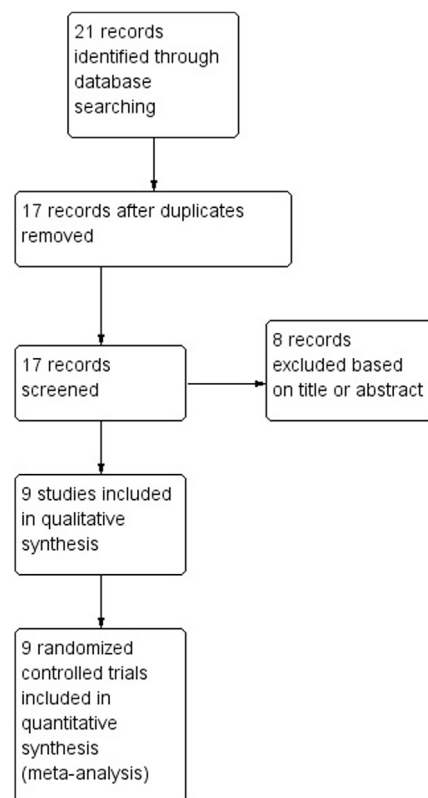 21 records
identified through
database
searching
17 records after duplicates
removed
17 records
screened
8 records
excluded based
on title or abstract
9 studies included
in qualitative
synthesis
9 randomized
controlled trials
included in
quantitative
synthesis
(meta-analysis)